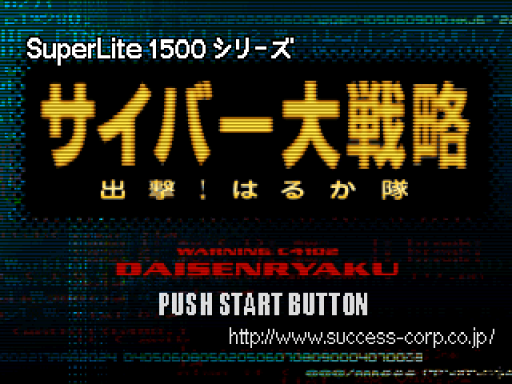 SuperLite 1500 シリーズ
サイバー大戦略
出撃!はるか隊
WARNING C4102
DAISENRYAKU
PUSH START BUTTON
http://www.success-corp.co.jp/